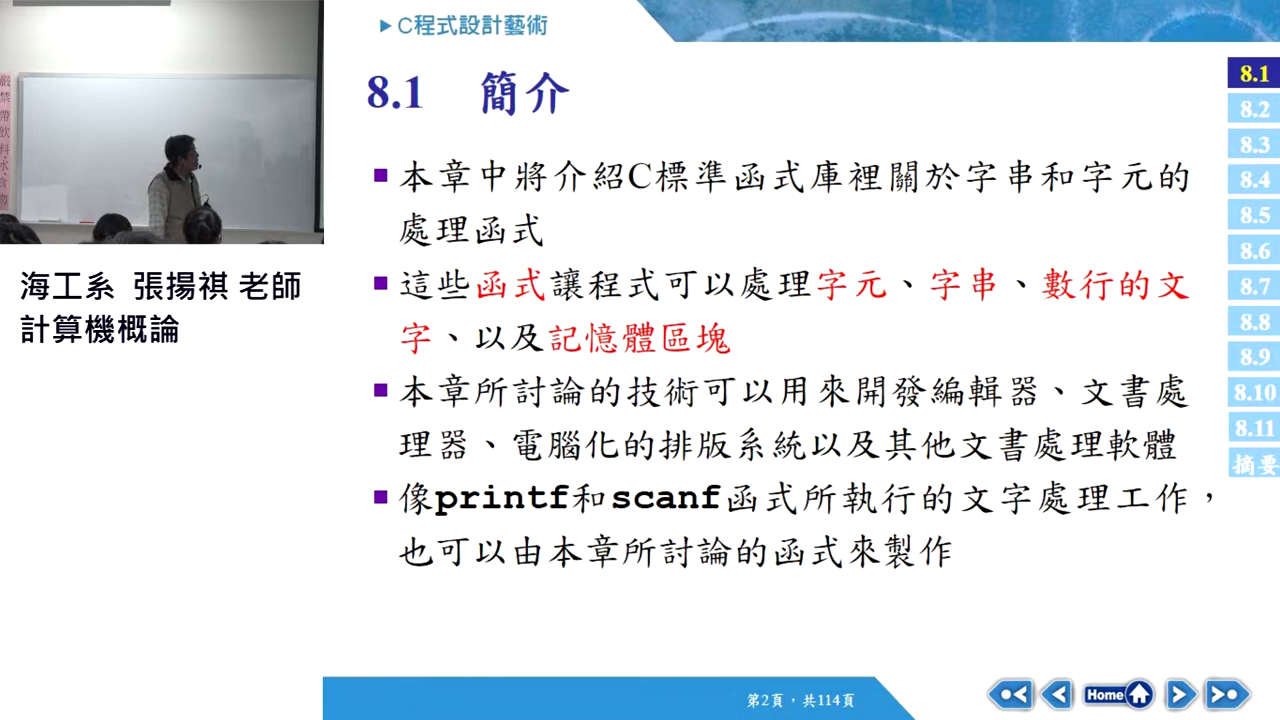 ▶C程式設計藝術
8.1 簡介
本章中將介紹C標準函式庫裡關於字串和字元的
處理函式
這些函式讓程式可以處理字元、字串、數行的文
字、以及記憶體區塊
本章所討論的技術可以用來開發編輯器、文書處
理器、電腦化的排版系統以及其他文書處理軟體
像printf和scanf函式所執行的文字處理工作，
也可以由本章所討論的函式來製作
嚴禁帶飲料水食物
海工系 張揚祺 老師
計算機概論
8.1
8.2
8.3
8.4
8.5
8.6
8.7
8.8
8.9
8.10
8.11
摘要
第2頁，共114頁
Home